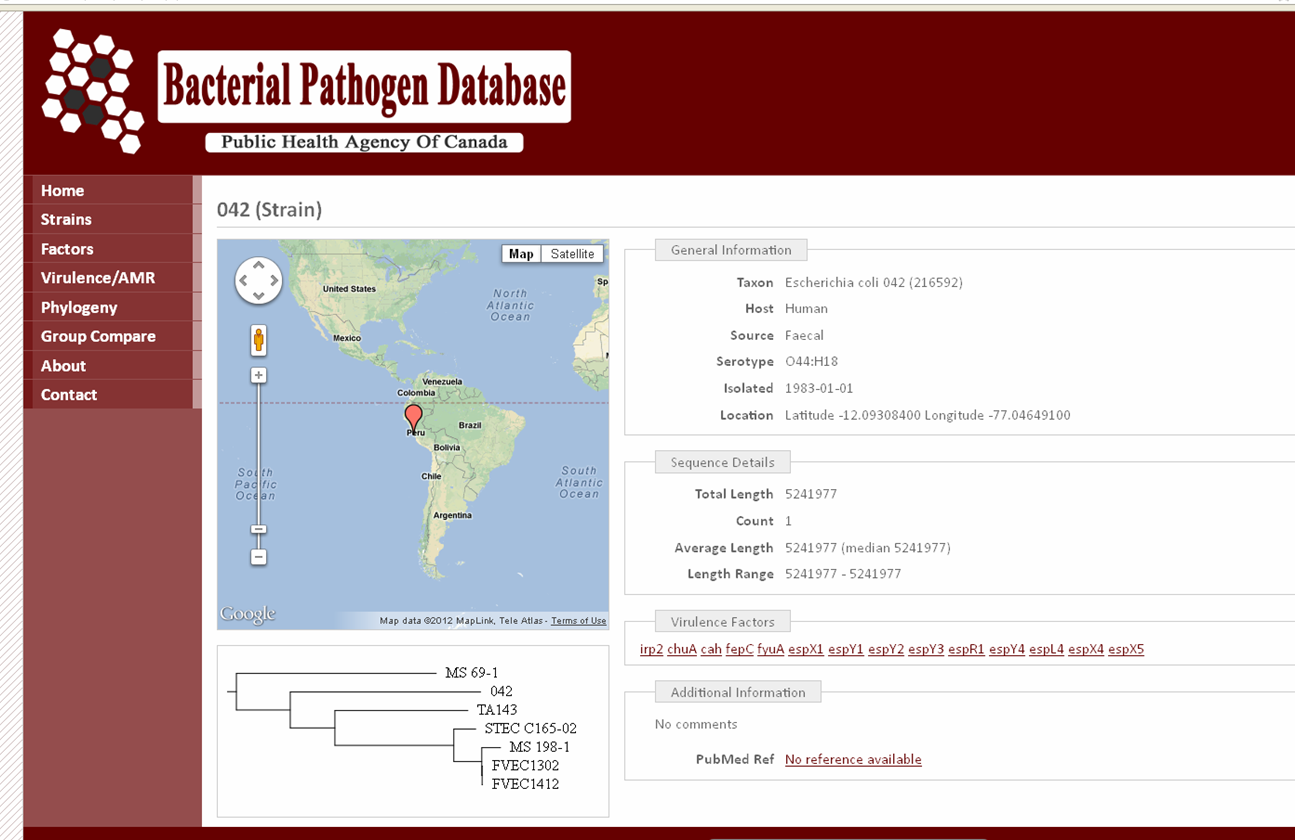 Bacterial Pathogen Database
Public Health Agency Of Canada
Home
Strains
Factors
Virulence/AMR
Phylogeny
Group Compare
About
Contact
042 (Strain)
Map Satellite
United States
North
Atlantic
Ocean
Sp
Mexico
Venezuela
Colombia
Peru
Brazil
Bolivia
Chile
South
Pacific
Ocean
South
Atlantic
Ocean
Argentina
Google
Map data ©2012 MapLink, Tele Atlas - Terms of Use
MS 69-1
042
TA143
STEC C165-02
MS 198-1
FVEC1302
FVEC1412
General Information
Taxon Escherichia coli 042 (216592)
Host Human
Source Faecal
Serotype O44:H18
Isolated 1983-01-01
Location Latitude -12.09308400 Longitude -77.04649100
Sequence Details
Total Length 5241977
Count 1
Average Length 5241977 (median 5241977)
Length Range 5241977 - 5241977
Virulence Factors
irp2 chuA cah fepC fyuA espX1 espY1 espY2 espY3 espR1 espY4 espL4 espX4 espX5
Additional Information
No comments
PubMed Ref No reference available